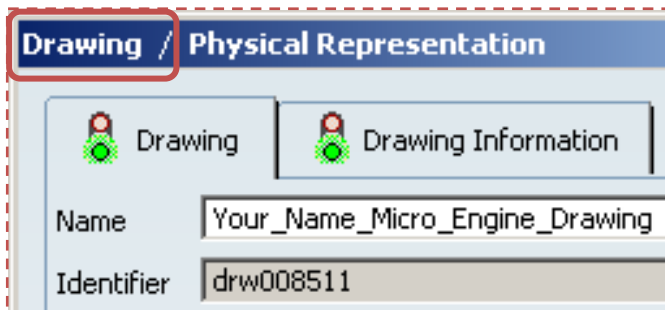 Drawing / Physical Representation
Drawing Drawing Information
Name Your_Name_Micro_Engine_Drawing
Identifier drw008511